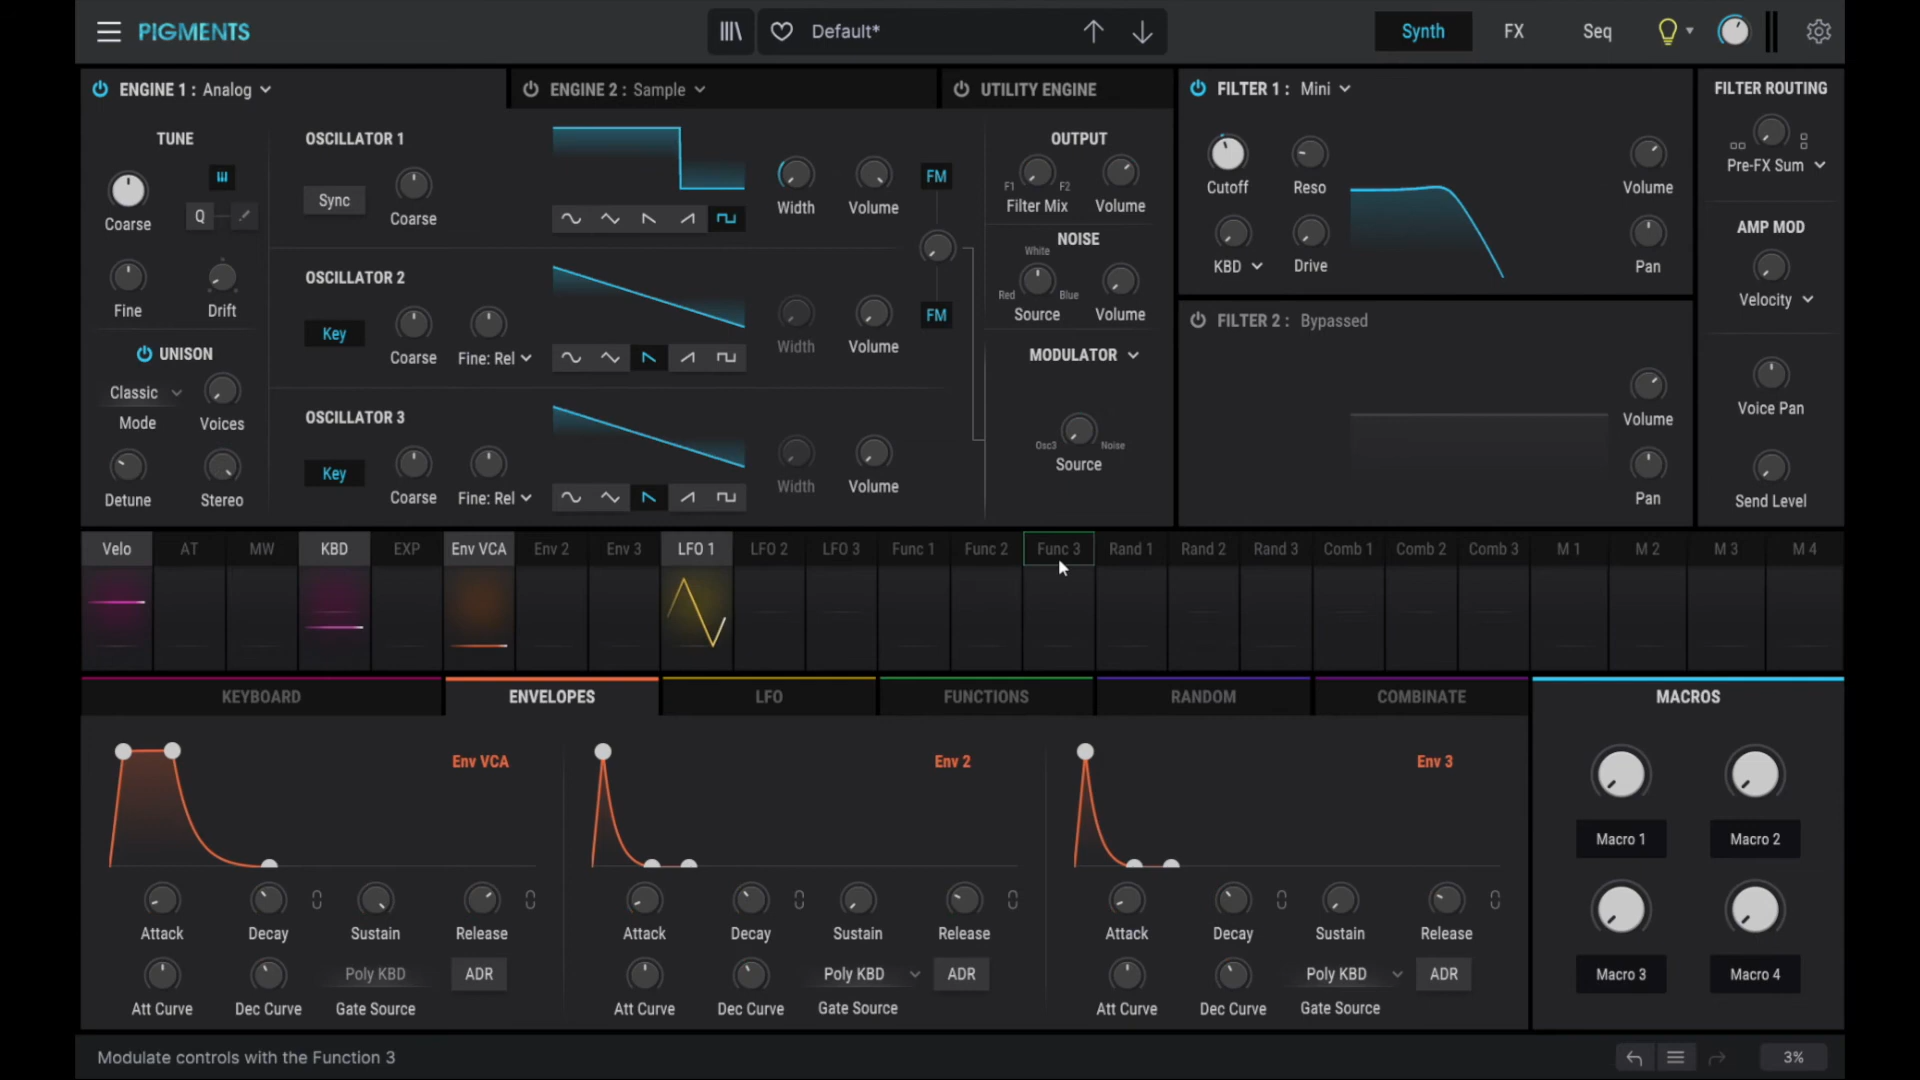 PIGMENTS
Default*
Synth FX Seq
ENGINE 1 : Analog
ENGINE 2 : Sample
UTILITY ENGINE
FILTER 1 : Mini
FILTER ROUTING
TUNE
Coarse
Q
Fine Drift
UNISON
Classic
Mode Voices
Detune Stereo
OSCILLATOR 1
Sync
Coarse
Width Volume
FM
OSCILLATOR 2
Key
Coarse Fine: Rel
Width Volume
FM
OSCILLATOR 3
Key
Coarse Fine: Rel
Width Volume
OUTPUT
F1 F2
Filter Mix Volume
NOISE
White
Red Blue
Source Volume
MODULATOR
Osc3 Noise
Source
Cutoff Reso Volume
KBD Drive Pan
FILTER 2 : Bypassed
Volume
Pan
Pre-FX Sum
AMP MOD
Velocity
Voice Pan
Send Level
Velo AT MW KBD EXP Env VCA Env 2 Env 3 LFO 1 LFO 2 LFO 3 Func 1 Func 2 Func 3 Rand 1 Rand 2 Rand 3 Comb 1 Comb 2 Comb 3 M 1 M 2 M 3 M 4
KEYBOARD ENVELOPES LFO FUNCTIONS RANDOM COMBINATE MACROS
Env VCA
Attack Decay Sustain Release
Poly KBD ADR
Att Curve Dec Curve Gate Source
Env 2
Attack Decay Sustain Release
Poly KBD ADR
Att Curve Dec Curve Gate Source
Env 3
Attack Decay Sustain Release
Poly KBD ADR
Att Curve Dec Curve Gate Source
Macro 1 Macro 2
Macro 3 Macro 4
Modulate controls with the Function 3
3%